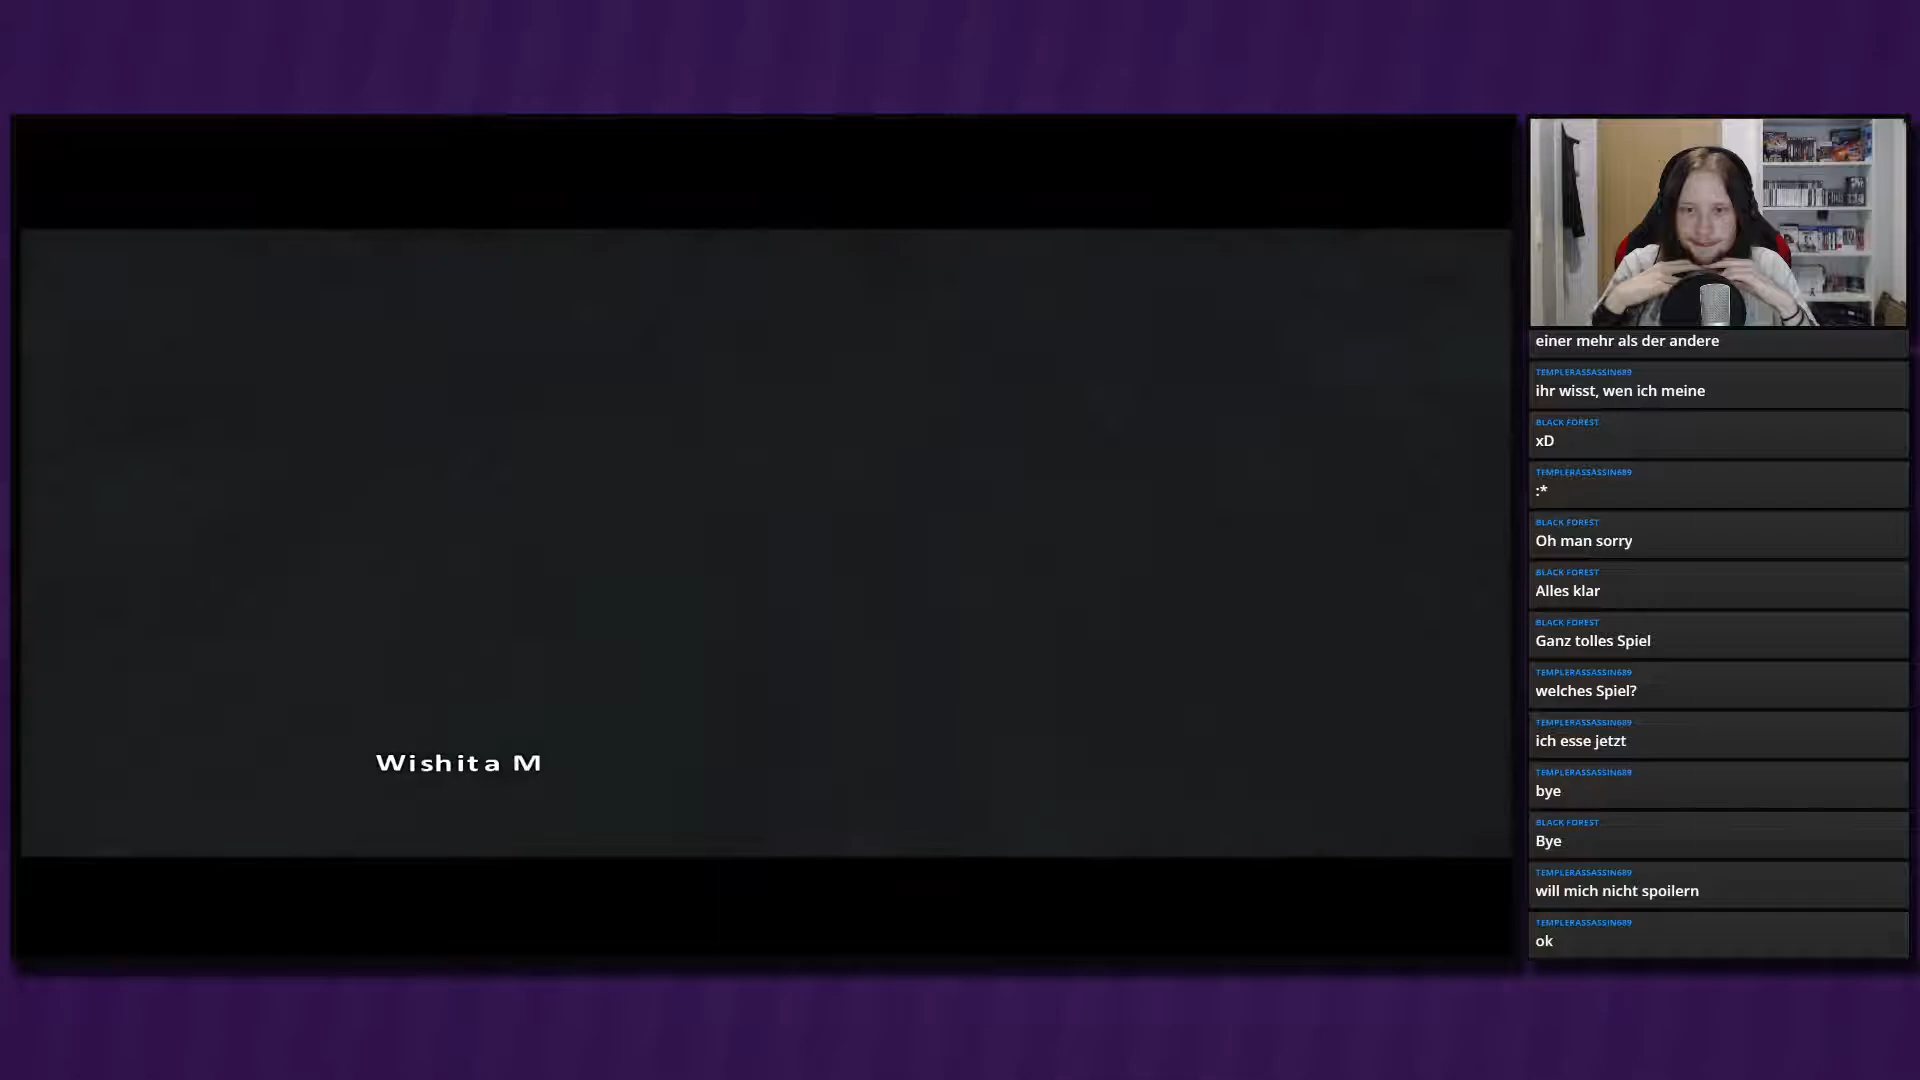 Wishita M
einer mehr als der andere
TEMPLERASSASSIN689
ihr wisst, wen ich meine
BLACK FOREST
xD
TEMPLERASSASSIN689
:*
BLACK FOREST
Oh man sorry
BLACK FOREST
Alles klar
BLACK FOREST
Ganz tolles Spiel
TEMPLERASSASSIN689
welches Spiel?
TEMPLERASSASSIN689
ich esse jetzt
TEMPLERASSASSIN689
bye
BLACK FOREST
Bye
TEMPLERASSASSIN689
will mich nicht spoilern
TEMPLERASSASSIN689
ok